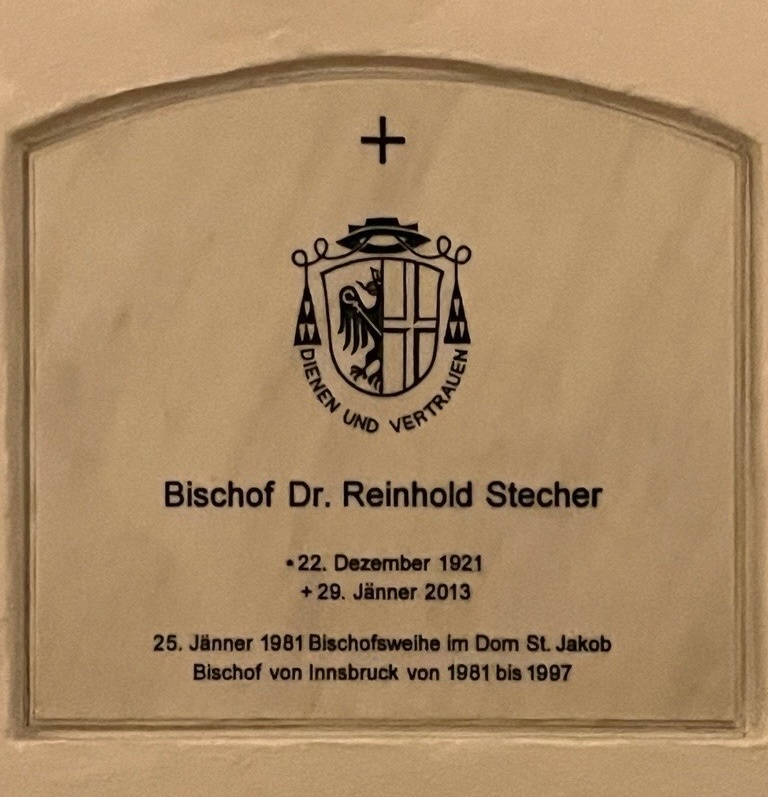 DIENEN UND VERTRAUEN
Bischof Dr. Reinhold Stecher
• 22. Dezember 1921
+ 29. Jänner 2013
25. Jänner 1981 Bischofsweihe im Dom St. Jakob
Bischof von Innsbruck von 1981 bis 1997